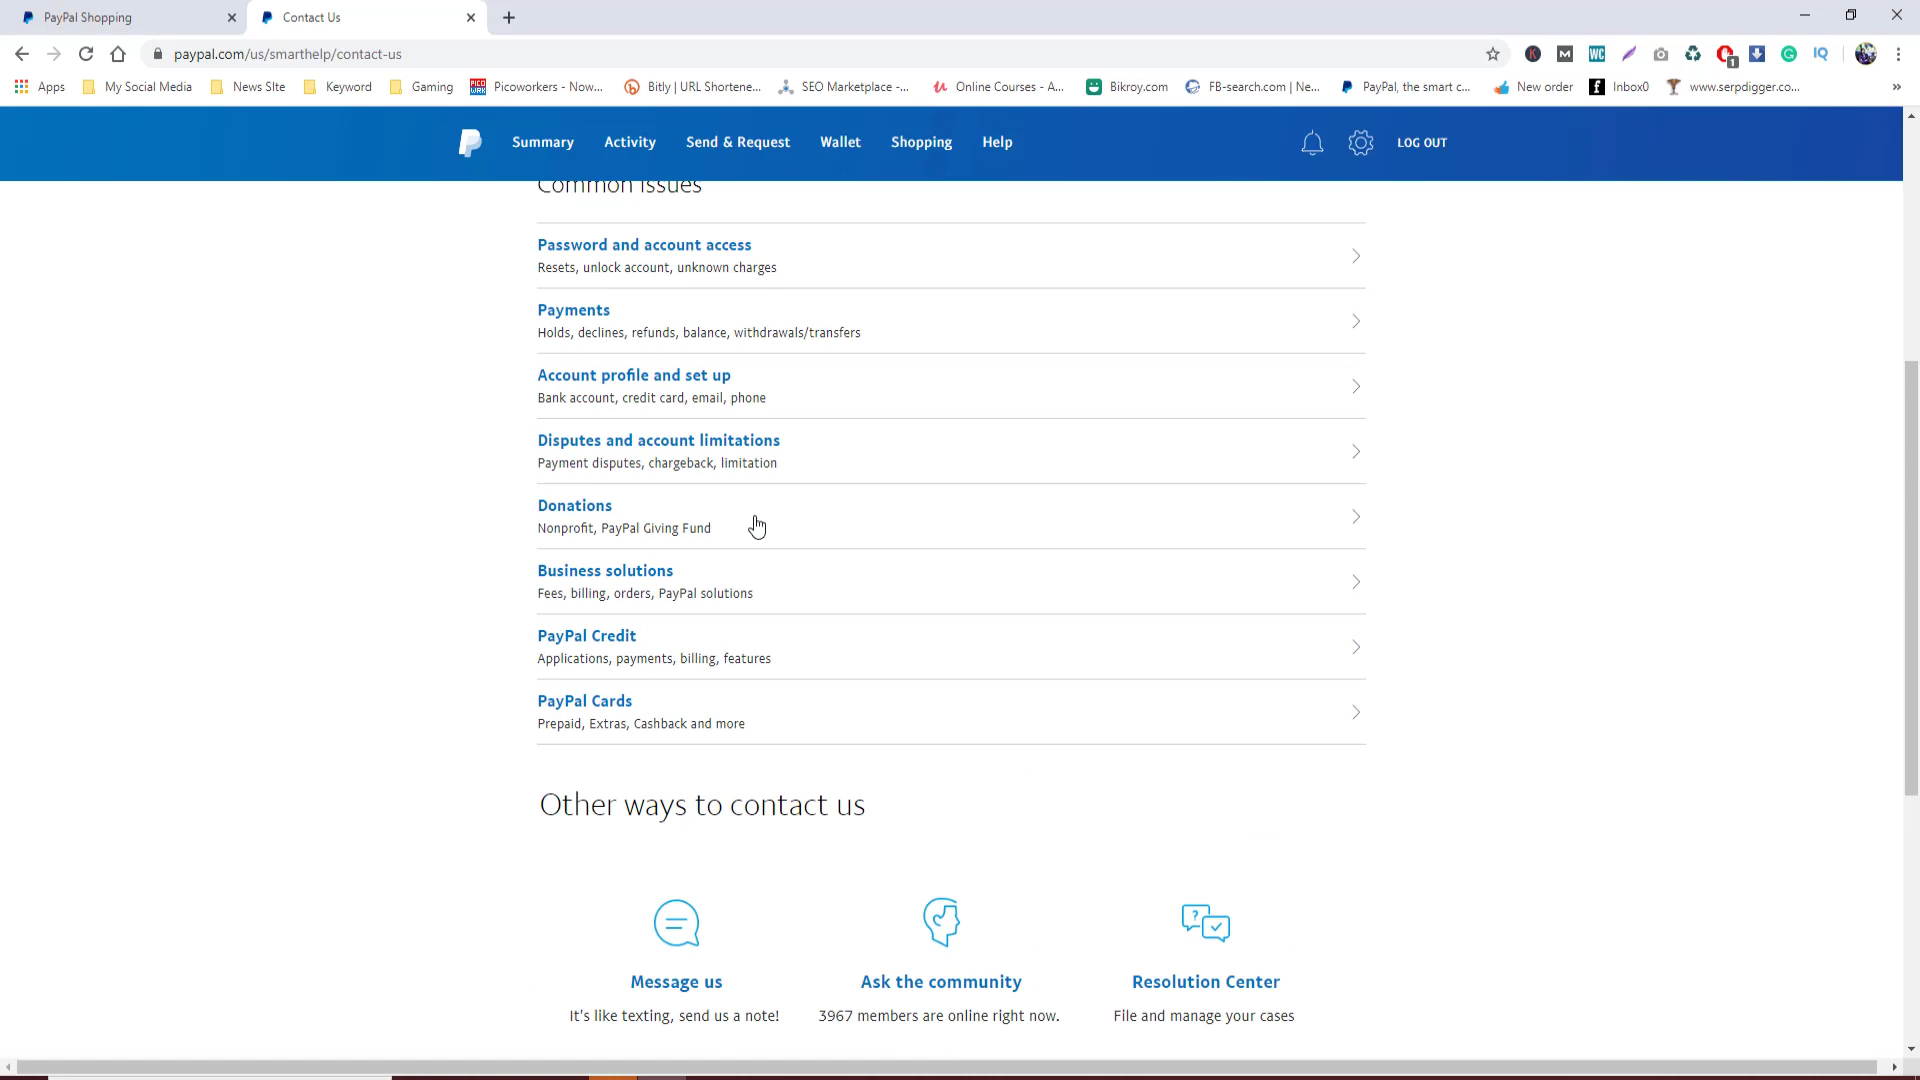 PayPal Shopping
Contact Us
paypal.com/us/smarthelp/contact-us
Apps My Social Media News SIte Keyword Gaming Picoworkers - Now... Bitly | URL Shortene... SEO Marketplace -... Online Courses - A... Bikroy.com FB-search.com | Ne... PayPal, the smart c... New order Inbox0 www.serpdigger.co... »
Summary Activity Send & Request Wallet Shopping Help LOG OUT
Common issues
Password and account access
Resets, unlock account, unknown charges
Payments
Holds, declines, refunds, balance, withdrawals/transfers
Account profile and set up
Bank account, credit card, email, phone
Disputes and account limitations
Payment disputes, chargeback, limitation
Donations
Nonprofit, PayPal Giving Fund
Business solutions
Fees, billing, orders, PayPal solutions
PayPal Credit
Applications, payments, billing, features
PayPal Cards
Prepaid, Extras, Cashback and more
Other ways to contact us
Message us
It's like texting, send us a note!
Ask the community
3967 members are online right now.
Resolution Center
File and manage your cases